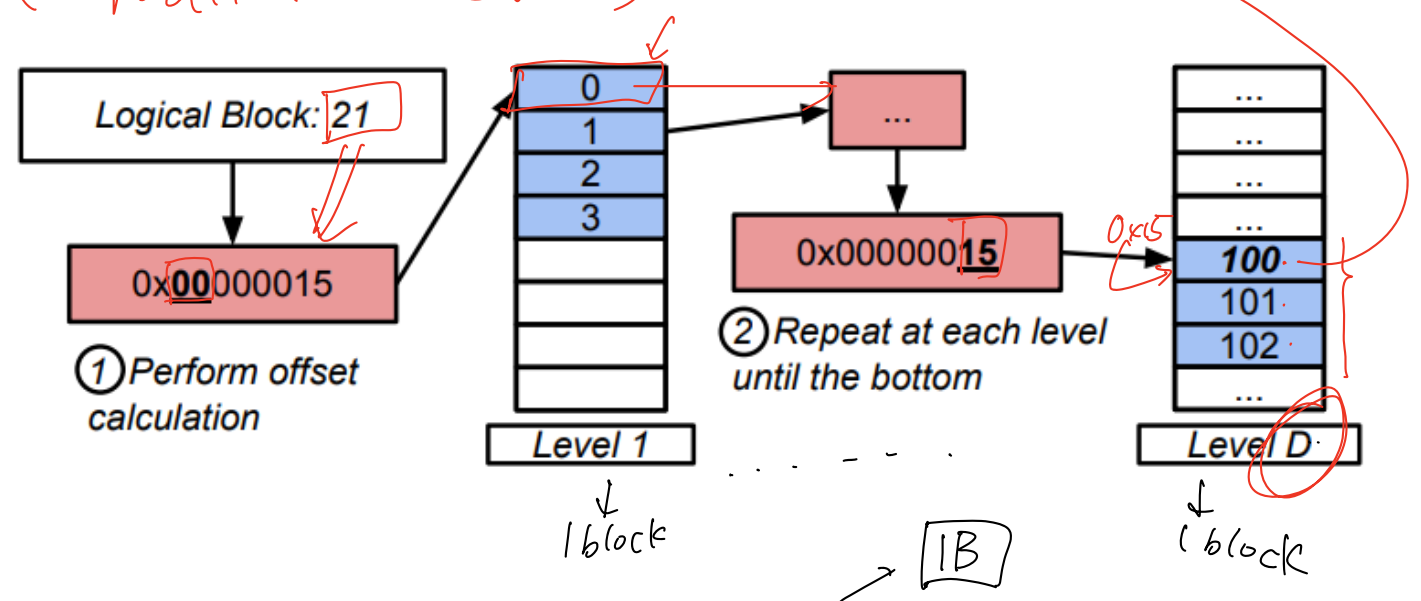 Logical Block: 21
0x00000015
1 Perform offset
calculation
0
1
2
3
Level 1
1 block
...
0x00000015
2 Repeat at each level
until the bottom
0x15
...
...
...
...
100
101
102
...
Level D
1 block
1B